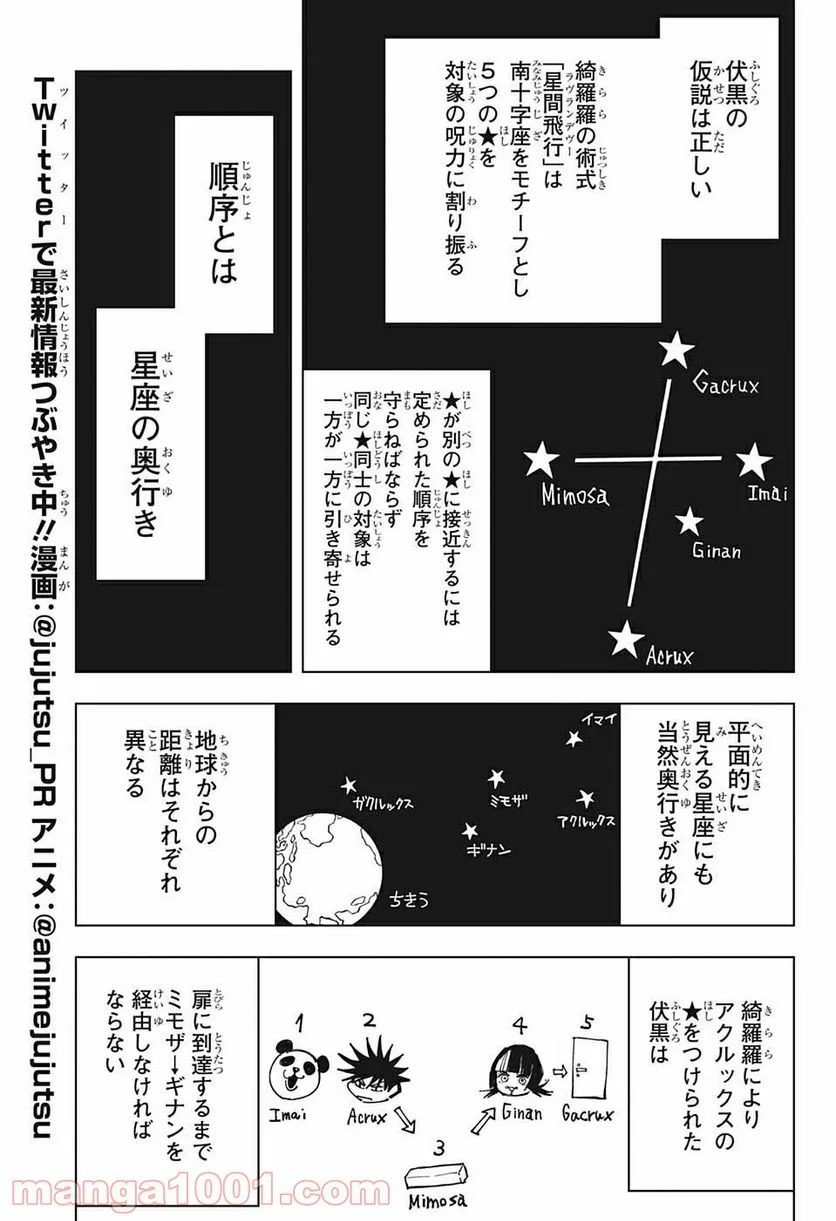 伏黒の
仮説は正しい
綺羅羅の術式
「星間飛行」は
南十字座をモチーフとし
5つの★を
対象の呪力に割り振る
Gacrux
Mimosa
Imai
Ginan
Acrux
★が別の★に接近するには
定められた順序を
守らねばならず
同じ★同士の対象は
一方が一方に引き寄せられる
順序とは
星座の奥行き
平面的に
見える星座にも
当然奥行きがあり
イマイ
ミモザ
ガクルックス
アクルックス
ギナン
ちきう
地球からの
距離はそれぞれ
異なる
綺羅羅により
アクルックスの
★をつけられた
伏黒は
1
2
4
5
Imai
Acrux
Ginan
Gacrux
3
Mimosa
扉に到達するまで
ミモザ→ギナンを
経由しなければ
ならない
Twitterで最新情報つぶやき中!!漫画:@jujutsu_PR アニメ:@animejujutsu
manga1001.com